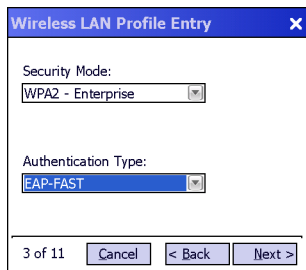 Wireless LAN Profile Entry X
Security Mode:
WPA2 - Enterprise
Authentication Type:
EAP-FAST
3 of 11 Cancel < Back Next >